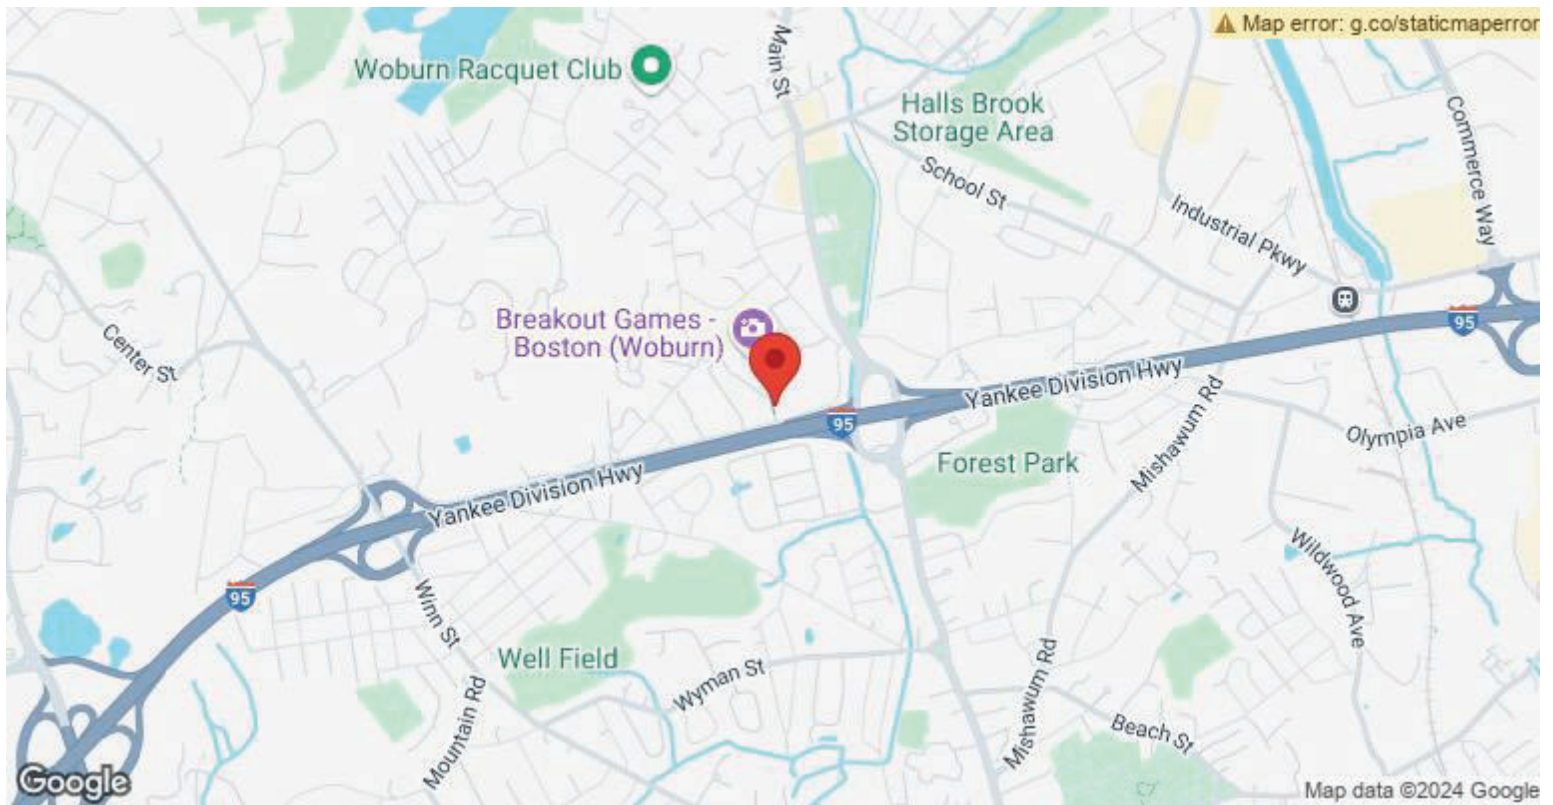 Map error: g.co/staticmaperror
Main St
Woburn Racquet Club
Halls Brook
Storage Area
Commerce Way
School St
Industrial Pkwy
Breakout Games -
Boston (Woburn)
95
Center St
Yankee Division Hwy
Mishawum Rd
95
Olympia Ave
Forest Park
Yankee Division Hwy
Wildwood Ave
95
Winn St
Well Field
Wyman St
Mountain Rd
Mishawum Rd
Beach St
Google
Map data ©2024 Google